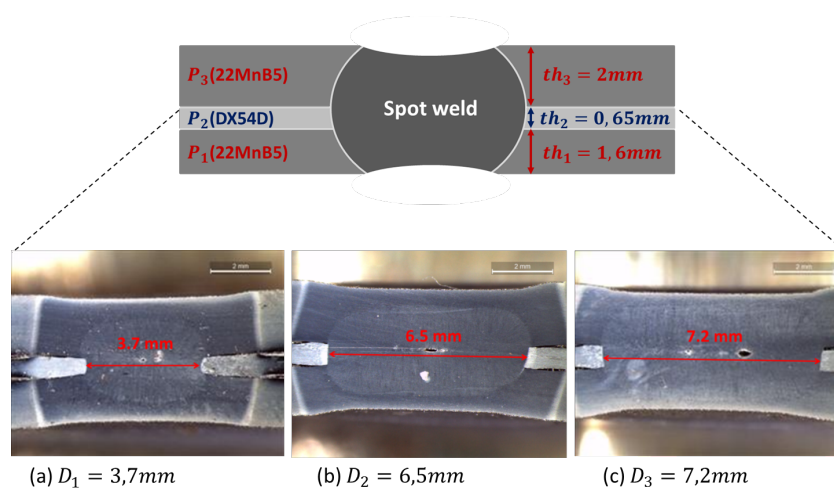 P₃(22MnB5)
th₃ = 2mm
P₂(DX54D)
Spot weld
th₂ = 0,65mm
P₁(22MnB5)
th₁ = 1,6mm
2 mm
2 mm
2 mm
3.7 mm
6.5 mm
7,2 mm
(a) D₁ = 3,7mm
(b) D₂ = 6,5mm
(c) D₃ = 7,2mm